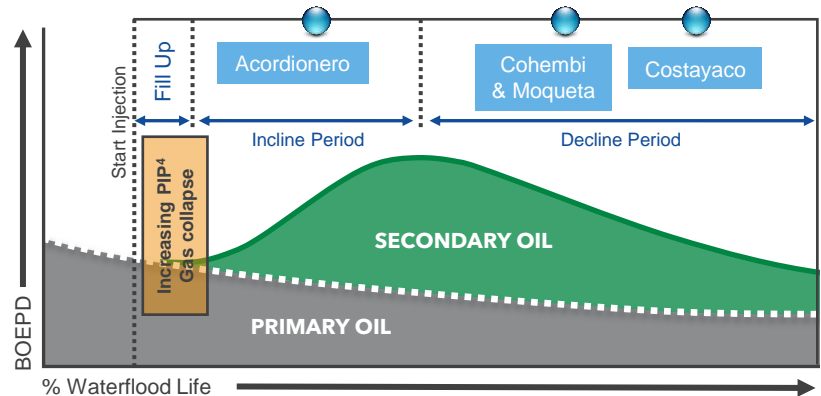 Start Injection
Fill Up
Acordionero
Cohembi
& Moqueta
Costayaco
Incline Period
Decline Period
Increasing PIP⁴
Gas collapse
SECONDARY OIL
PRIMARY OIL
BOEPD
% Waterflood Life